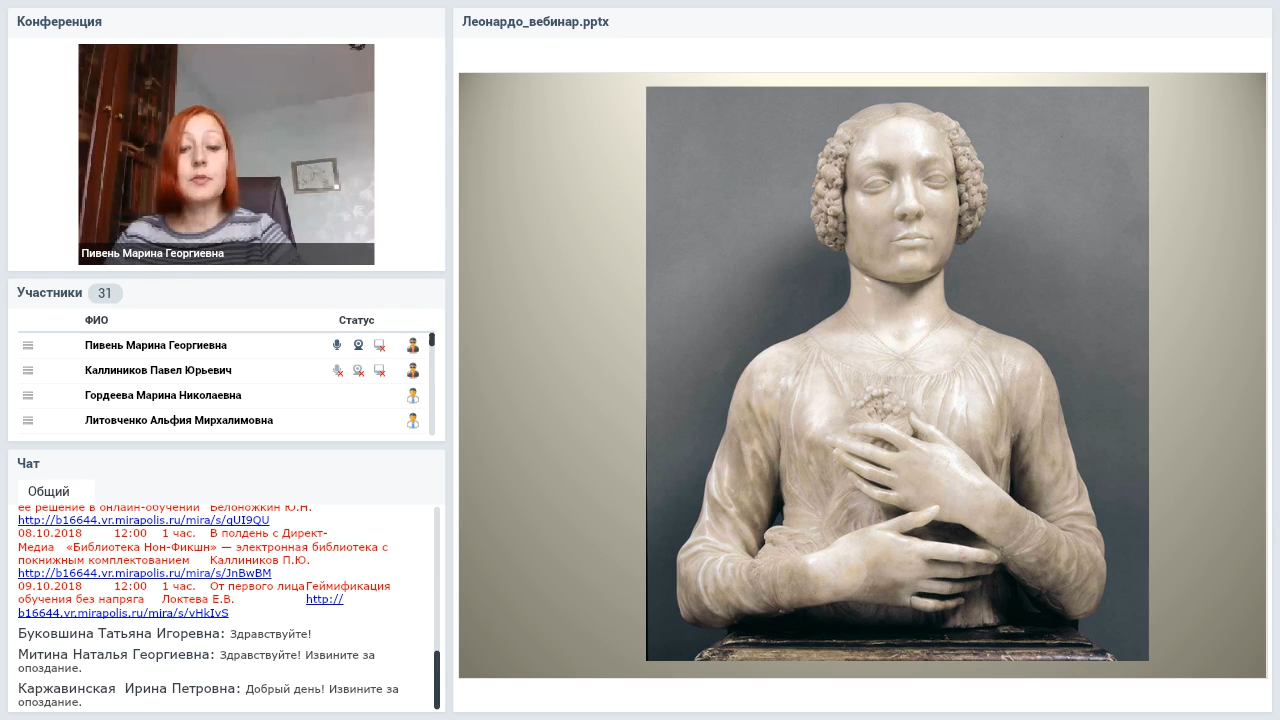 Конференция
Пивень Марина Георгиевна
Участники 31
ФИО Статус
Пивень Марина Георгиевна
Каллиников Павел Юрьевич
Гордеева Марина Николаевна
Литовченко Альфия Мирхалимовна
Чат
Общий
ее решение в онлайн-обучении Белоножкин Ю.Н.
http://b16644.vr.mirapolis.ru/mira/s/qUI9QU
08.10.2018 12:00 1 час. В полдень с Директ-
Медиа «Библиотека Нон-Фикшн» — электронная библиотека с
покнижным комплектованием Каллиников П.Ю.
http://b16644.vr.mirapolis.ru/mira/s/JnBwBM
09.10.2018 12:00 1 час. От первого лица Геймификация
обучения без напряга Локтева Е.В. http://
b16644.vr.mirapolis.ru/mira/s/vHkIvS
Буковшина Татьяна Игоревна: Здравствуйте!
Митина Наталья Георгиевна: Здравствуйте! Извините за
опоздание.
Каржавинская Ирина Петровна: Добрый день! Извините за
опоздание.
Леонардо_вебинар.pptx